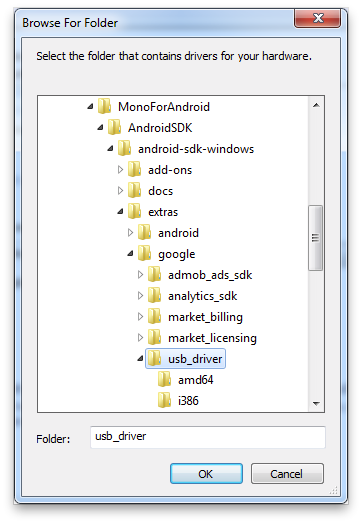 Browse For Folder
Select the folder that contains drivers for your hardware.
MonoForAndroid
AndroidSDK
android-sdk-windows
add-ons
docs
extras
android
google
admob_ads_sdk
analytics_sdk
market_billing
market_licensing
usb_driver
amd64
i386
Folder: usb_driver
OK Cancel